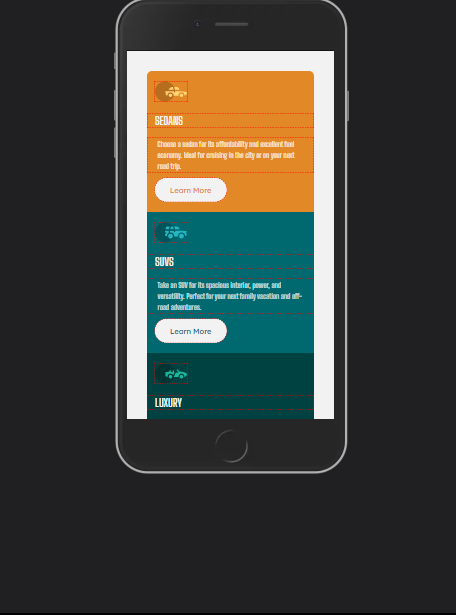 SEDANS
Choose a sedan for its affordability and excellent fuel
economy. Ideal for cruising in the city or on your next
road trip.
Learn More
SUVS
Take an SUV for its spacious interior, power, and
versatility. Perfect for your next family vacation and off-
road adventures.
Learn More
LUXURY